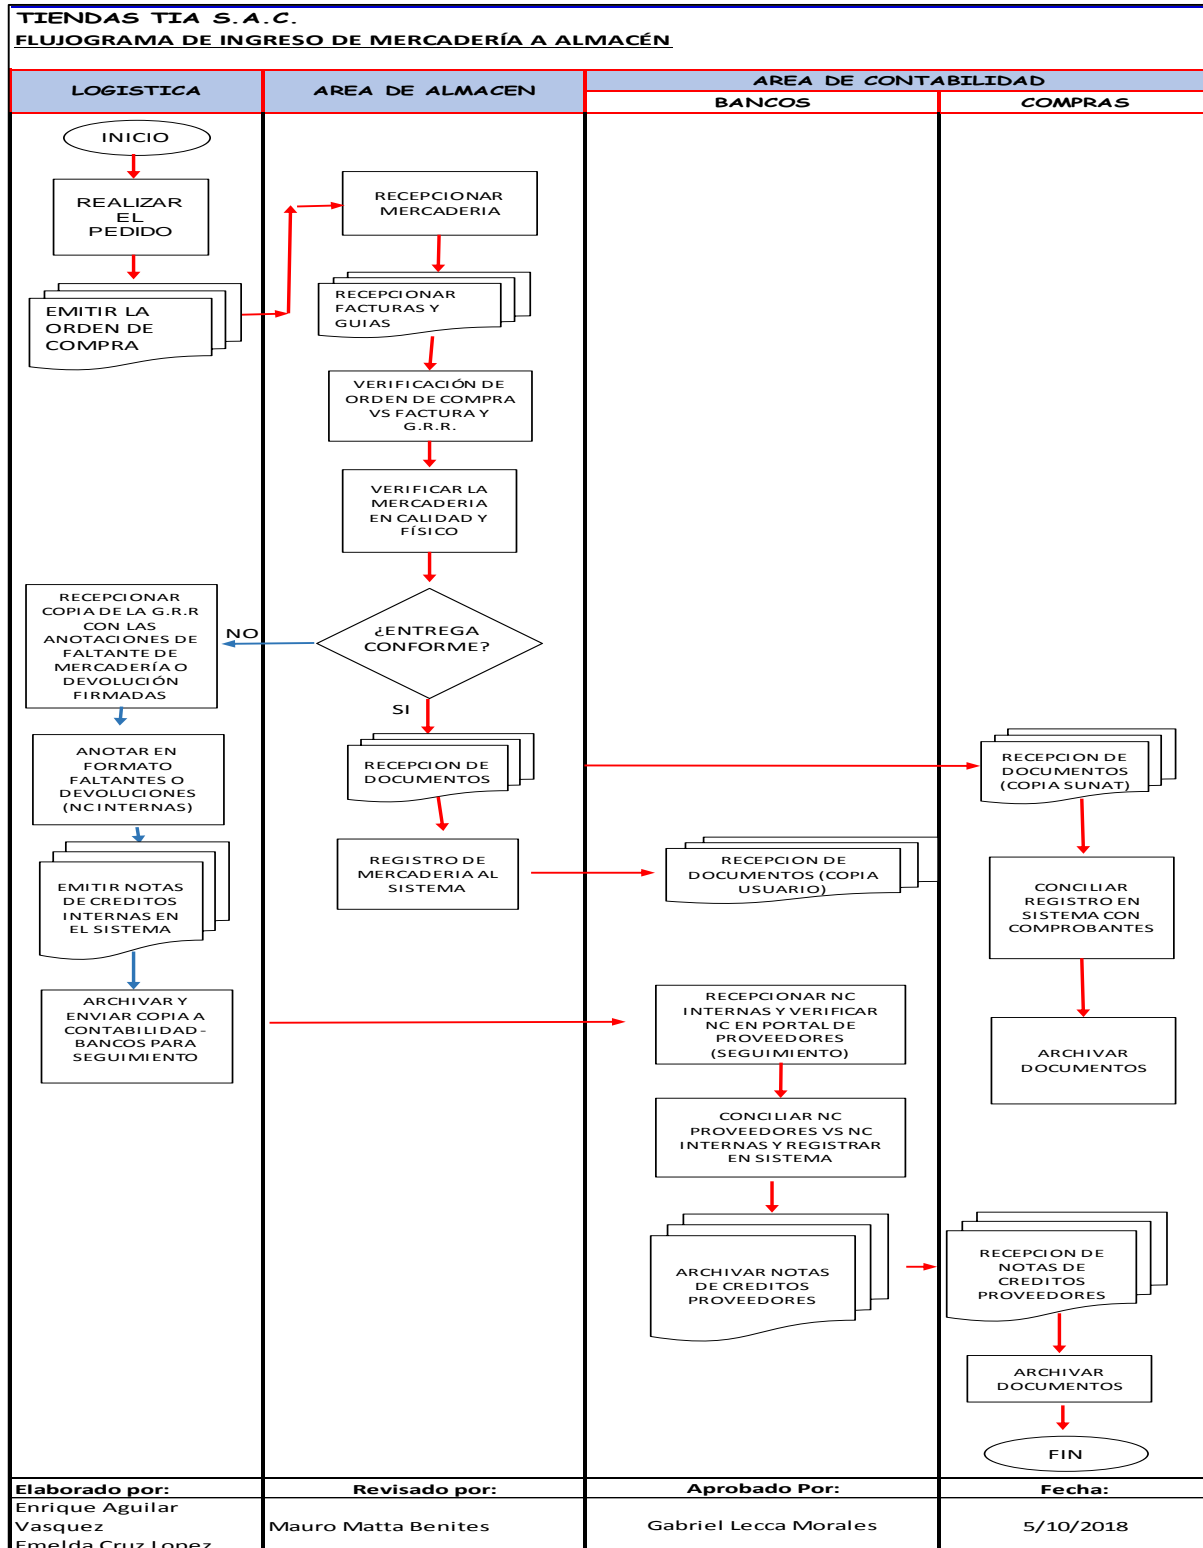 TIENDAS TIA S.A.C.
FLUJOGRAMA DE INGRESO DE MERCADERÍA A ALMACÉN
LOGISTICA
AREA DE ALMACEN
AREA DE CONTABILIDAD
BANCOS
COMPRAS
INICIO
REALIZAR
EL
PEDIDO
EMITIR LA
ORDEN DE
COMPRA
RECEPCIONAR
MERCADERIA
RECEPCIONAR
FACTURAS Y
GUIAS
VERIFICACIÓN DE
ORDEN DE COMPRA
VS FACTURA Y
G.R.R.
VERIFICAR LA
MERCADERIA
EN CALIDAD Y
FÍSICO
¿ENTREGA
CONFORME?
NO
SI
RECEPCIONAR
COPIA DE LA G.R.R
CON LAS
ANOTACIONES DE
FALTANTE DE
MERCADERÍA O
DEVOLUCIÓN
FIRMADAS
ANOTAR EN
FORMATO
FALTANTES O
DEVOLUCIONES
(NC INTERNAS)
EMITIR NOTAS
DE CREDITOS
INTERNAS EN
EL SISTEMA
ARCHIVAR Y
ENVIAR COPIA A
CONTABILIDAD-
BANCOS PARA
SEGUIMIENTO
RECEPCION DE
DOCUMENTOS
REGISTRO DE
MERCADERIA AL
SISTEMA
RECEPCION DE
DOCUMENTOS (COPIA
USUARIO)
RECEPCION DE
DOCUMENTOS
(COPIA SUNAT)
CONCILIAR
REGISTRO EN
SISTEMA CON
COMPROBANTES
ARCHIVAR
DOCUMENTOS
RECEPCIONAR NC
INTERNAS Y VERIFICAR
NC EN PORTAL DE
PROVEEDORES
(SEGUIMIENTO)
CONCILIAR NC
PROVEEDORES VS NC
INTERNAS Y REGISTRAR
EN SISTEMA
ARCHIVAR NOTAS
DE CREDITOS
PROVEEDORES
RECEPCION DE
NOTAS DE
CREDITOS
PROVEEDORES
ARCHIVAR
DOCUMENTOS
FIN
Elaborado por:
Revisado por:
Aprobado Por:
Fecha:
Enrique Aguilar
Vasquez
Emelda Cruz Lopez
Mauro Matta Benites
Gabriel Lecca Morales
5/10/2018